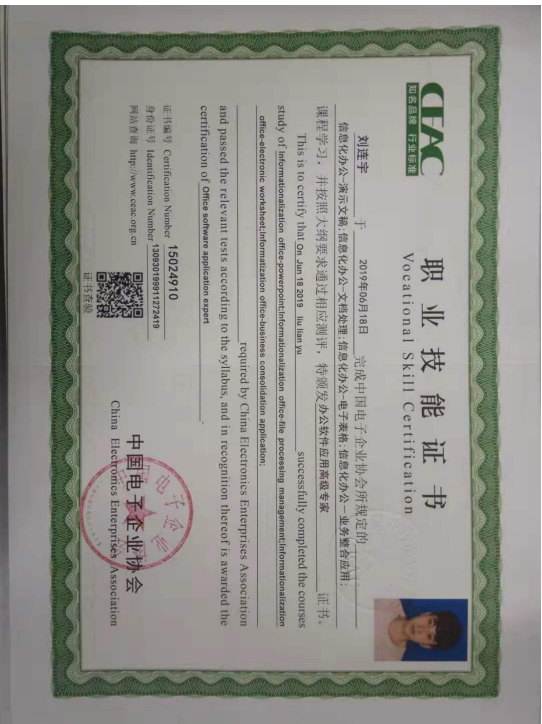 CEAC
知名品牌 行业标准
职业技能证书
Vocational Skill Certification
刘连宇 于 2019年06月18日 完成中国电子企业协会所规定的
信息化办公-演示文稿;信息化办公-文档处理;信息化办公-电子表格;信息化办公-业务整合应用;
课程学习，并按照大纲要求通过相应测评，特颁发办公软件应用高级专家 证书。
This is to certify that On Jun 18 2019 liu lian yu successfully completed the courses
study of Informationalization office-powerpoint;Informationalization office-file processing management;Informationalization
office-electronic worksheet;Informatization office-business consolidation application;
required by China Electronics Enterprises Association
and passed the relevant tests according to the syllabus, and in recognition thereof is awarded the
certification of Office software application expert .
证书编号 Certification Number 15024910
身份证号 Identification Number 130930199911272419
网站查询 http://www.ceac.org.cn
证书查验
中国电子企业协会
China Electronics Enterprises Association